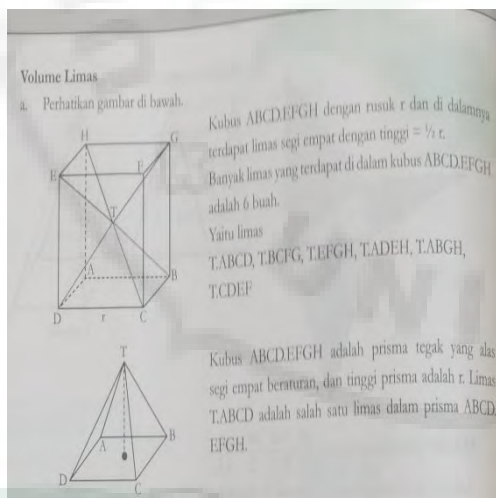 Volume Limas
a. Perhatikan gambar di bawah.
H
G
E
F
T
A
B
D
r
C
Kubus ABCD.EFGH dengan rusuk r dan di dalamnya
terdapat limas segi empat dengan tinggi = ½ r.
Banyak limas yang terdapat di dalam kubus ABCD.EFGH
adalah 6 buah.
Yaitu limas
T.ABCD, T.BCFG, T.EFGH, T.ADEH, T.ABGH,
T.CDEF
T
A
B
D
C
Kubus ABCD.EFGH adalah prisma tegak yang alas
segi empat beraturan, dan tinggi prisma adalah r. Limas
T.ABCD adalah salah satu limas dalam prisma ABCD.
EFGH.